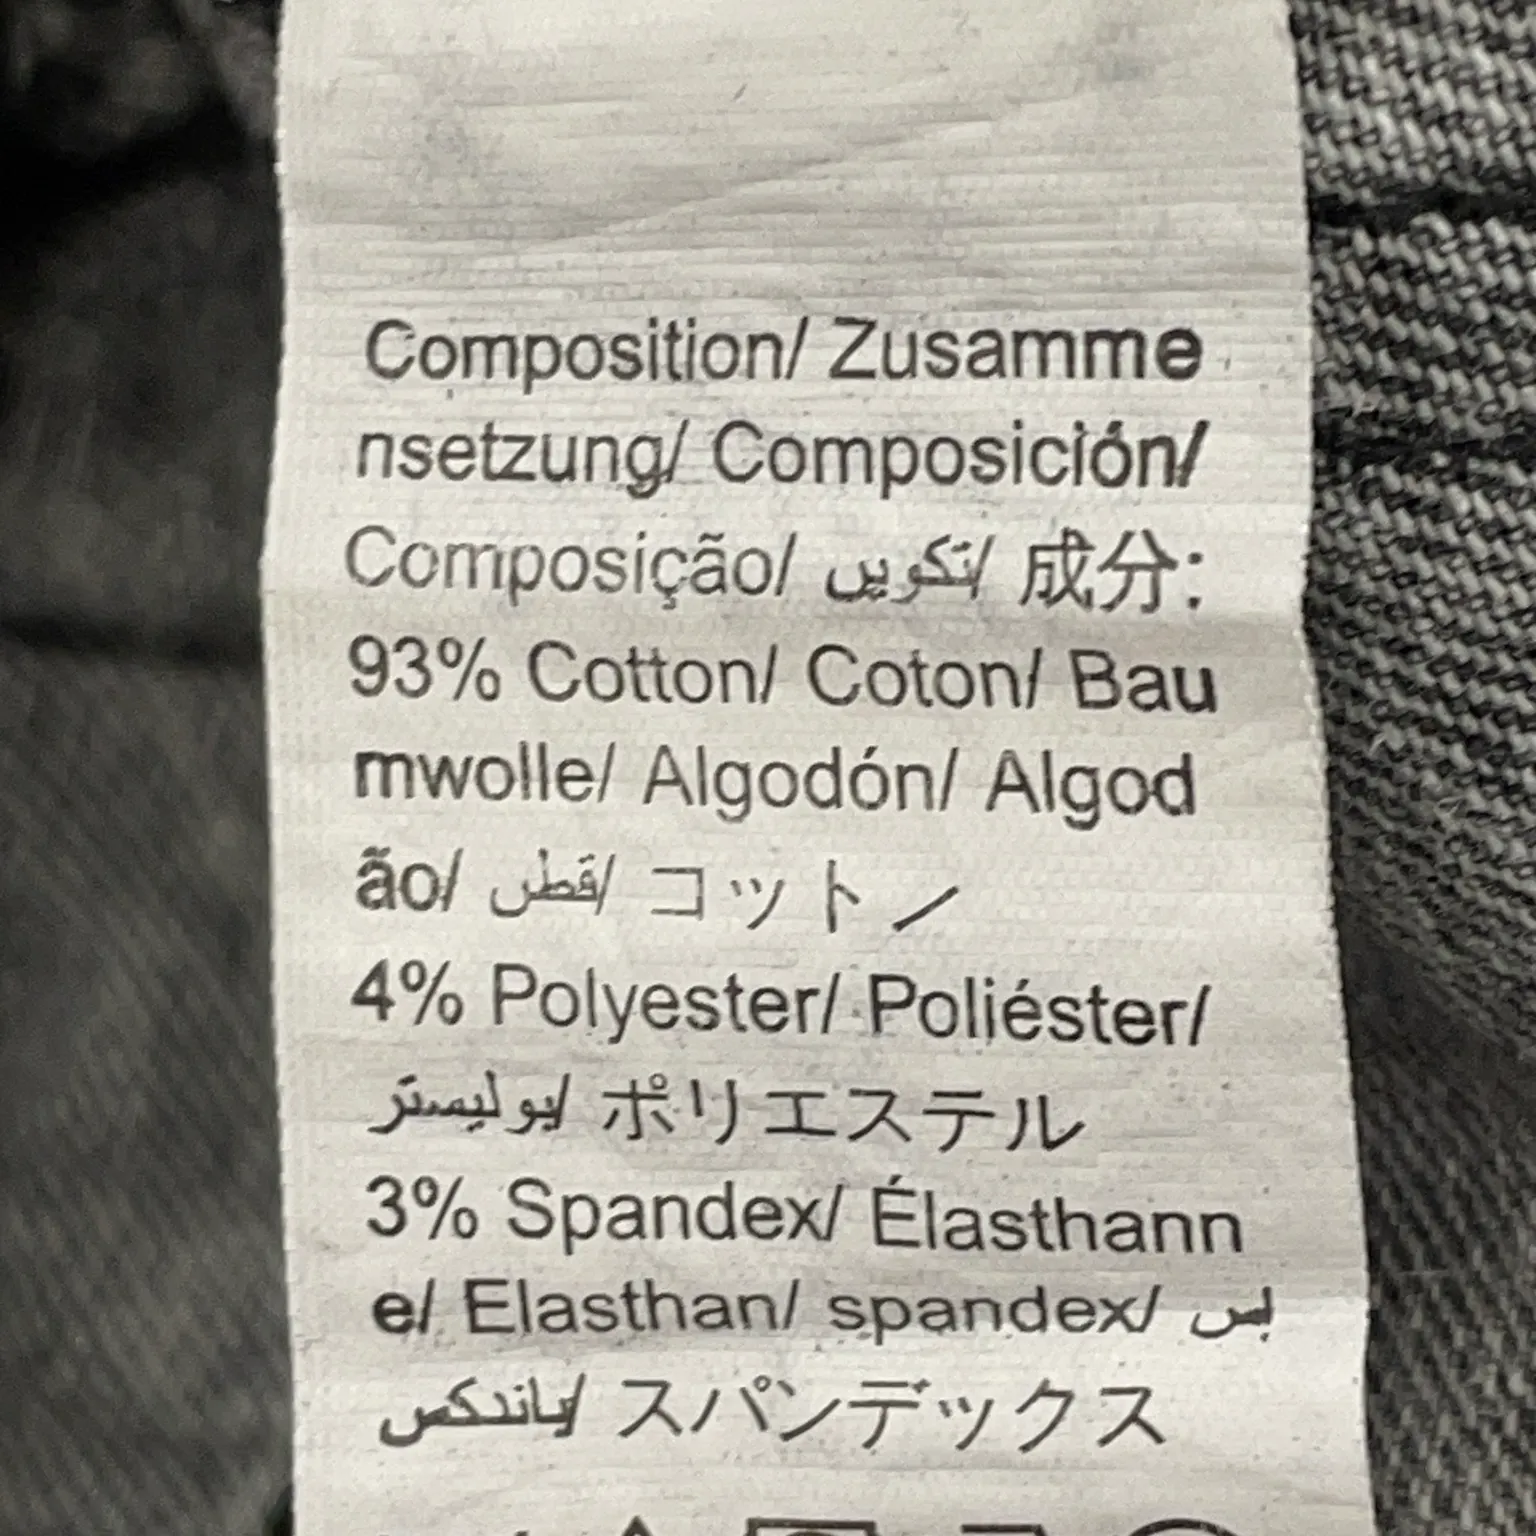 Composition/ Zusamme
nsetzung/ Composición/
Composição/ تكوين/ 成分:
93% Cotton/ Coton/ Bau
mwolle/ Algodón/ Algod
ão/ قطن/ コットン
4% Polyester/ Poliéster/
بوليستر/ ポリエステル
3% Spandex/ Élasthann
e/ Elasthan/ spandex/ سب
باندكس/ スパンデックス